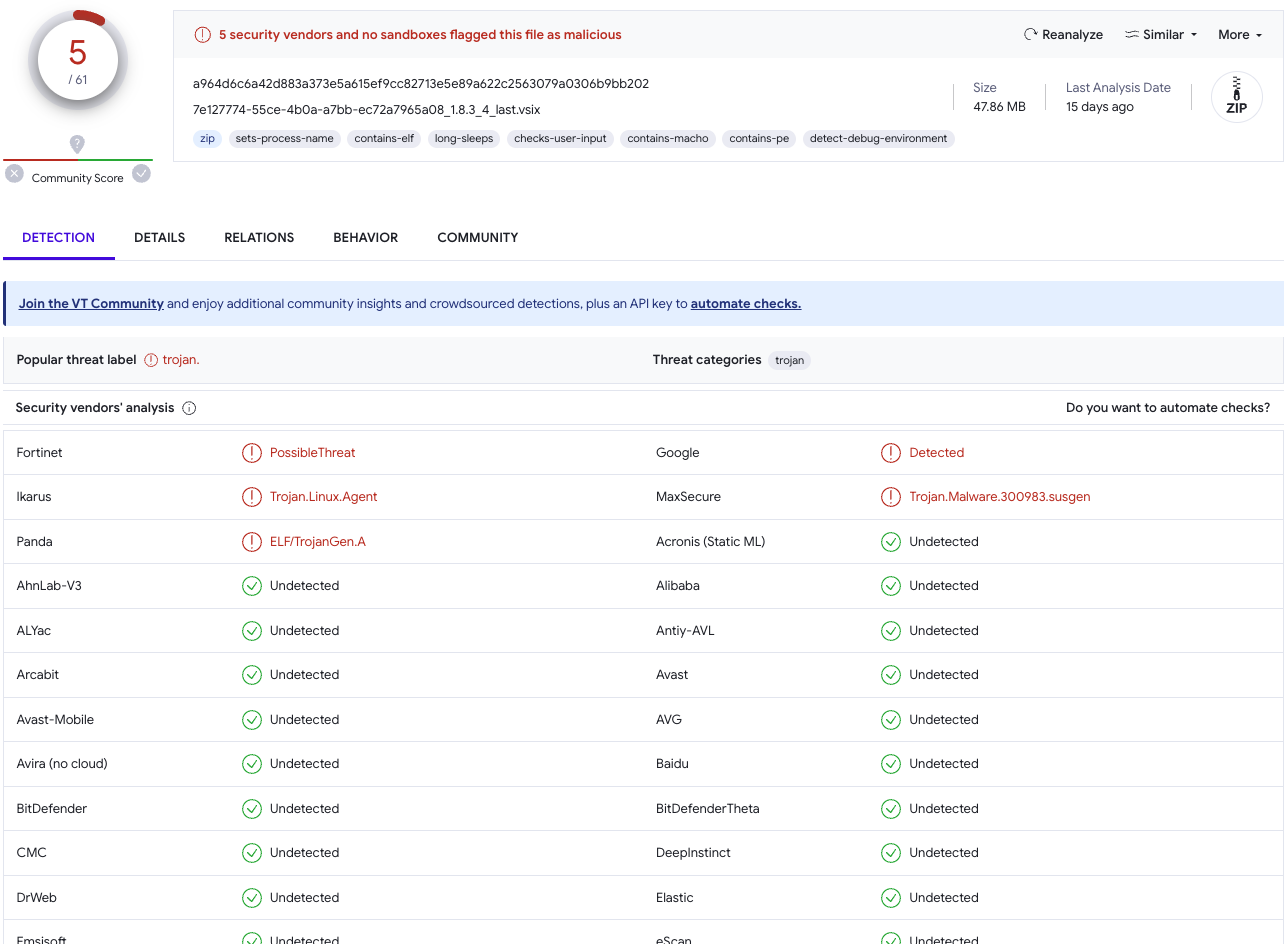 5
/ 61
Community Score
5 security vendors and no sandboxes flagged this file as malicious
Reanalyze Similar More
a964d6c6a42d883a373e5a615ef9cc82713e5e89a622c2563079a0306b9bb202
7e127774-55ce-4b0a-a7bb-ec72a7965a08_1.8.3_4_last.vsix
zip sets-process-name contains-elf long-sleeps checks-user-input contains-macho contains-pe detect-debug-environment
Size
47.86 MB
Last Analysis Date
15 days ago
ZIP
DETECTION DETAILS RELATIONS BEHAVIOR COMMUNITY
Join the VT Community and enjoy additional community insights and crowdsourced detections, plus an API key to automate checks.
Popular threat label trojan. Threat categories trojan
Security vendors' analysis Do you want to automate checks?
Fortinet PossibleThreat Google Detected
Ikarus Trojan.Linux.Agent MaxSecure Trojan.Malware.300983.susgen
Panda ELF/TrojanGen.A Acronis (Static ML) Undetected
AhnLab-V3 Undetected Alibaba Undetected
ALYac Undetected Antiy-AVL Undetected
Arcabit Undetected Avast Undetected
Avast-Mobile Undetected AVG Undetected
Avira (no cloud) Undetected Baidu Undetected
BitDefender Undetected BitDefenderTheta Undetected
CMC Undetected DeepInstinct Undetected
DrWeb Undetected Elastic Undetected
Emsisoft Undetected eScan Undetected